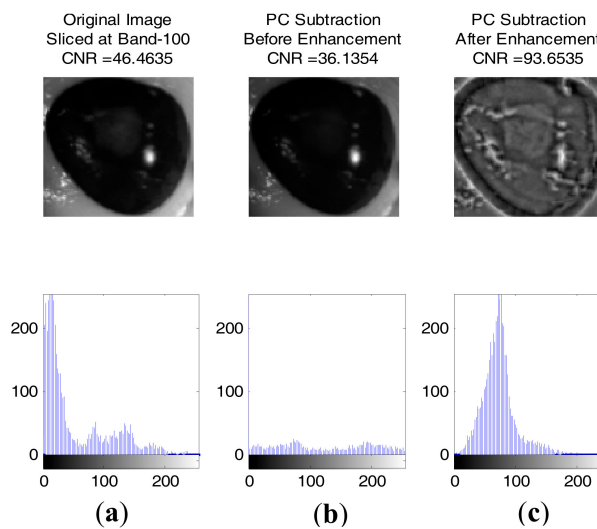 Original Image
Sliced at Band-100
CNR =46.4635
PC Subtraction
Before Enhancement
CNR =36.1354
PC Subtraction
After Enhancement
CNR =93.6535
200
100
0
0 100 200
(a)
200
100
0
0 100 200
(b)
200
100
0
0 100 200
(c)